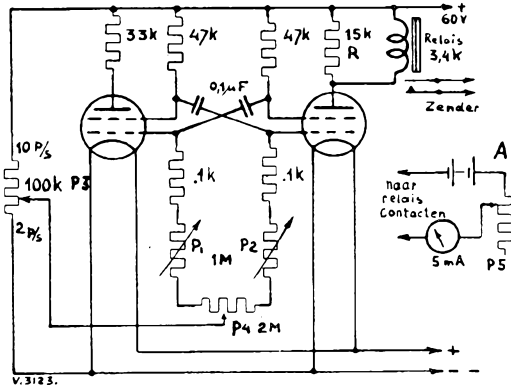 +
60V
33k
47k
47k
15k
R
Relais
3,4k
0,1µF
Zender
10 P/s
100k P3
2 P/s
.1k
.1k
P1
1M
P2
P4 2M
A
naar
relais
Contacten
5mA
P5
+
--
V.3123.